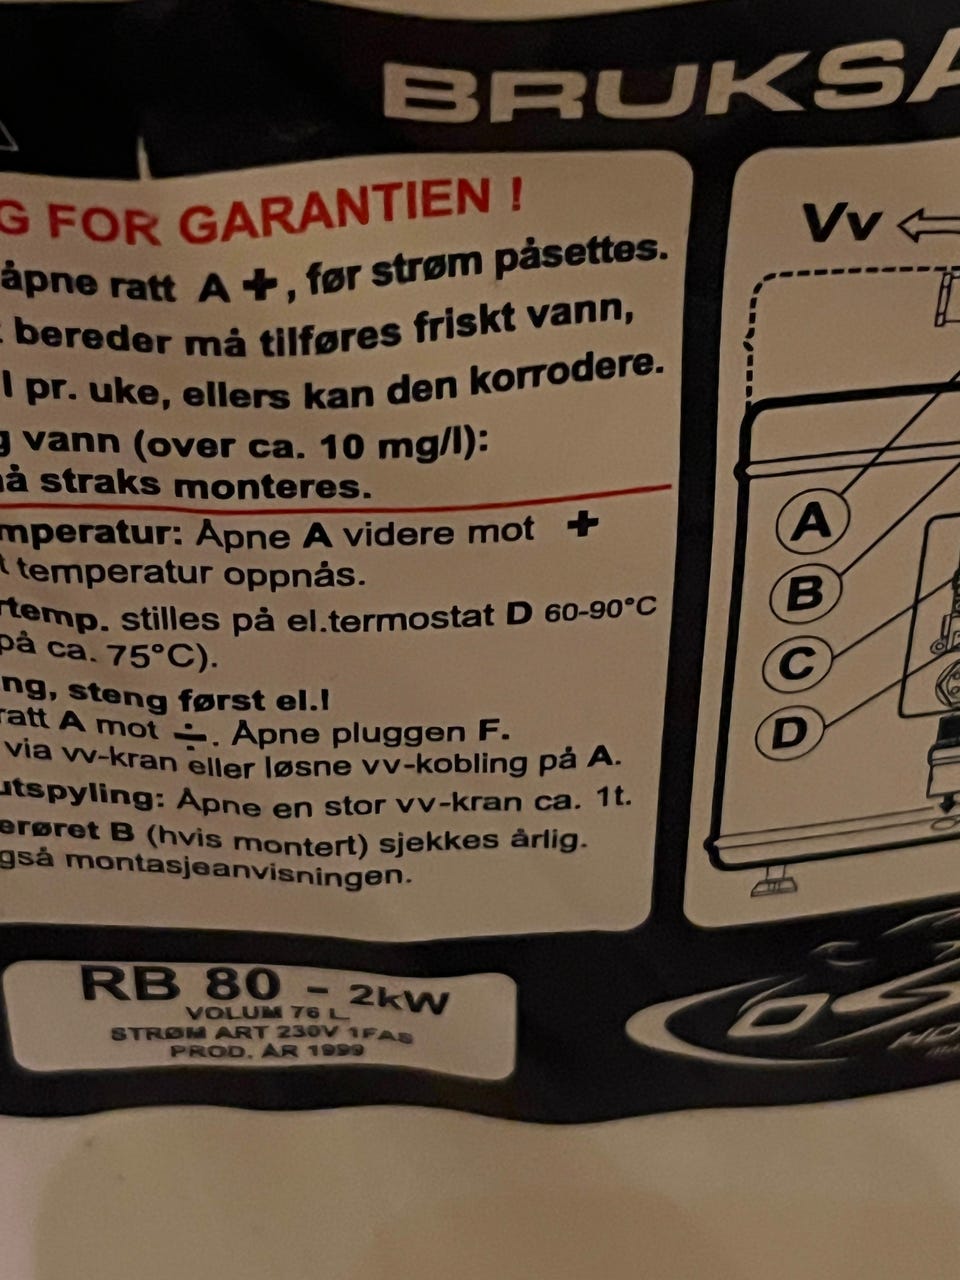 BRUKSA
G FOR GARANTIEN !
åpne ratt A +, før strøm påsettes.
bereder må tilføres friskt vann,
l pr. uke, ellers kan den korrodere.
g vann (over ca. 10 mg/l):
å straks monteres.
mperatur: Åpne A videre mot +
t temperatur oppnås.
rtemp. stilles på el.termostat D 60-90°C
på ca. 75°C).
ng, steng først el.!
ratt A mot ÷. Åpne pluggen F.
via vv-kran eller løsne vv-kobling på A.
utspyling: Åpne en stor vv-kran ca. 1t.
erøret B (hvis montert) sjekkes årlig.
gså montasjeanvisningen.
Vv
A
B
C
D
RB 80 - 2kW
VOLUM 76 L
STRØM ART 230V 1FAS
PROD. ÅR 1999
OS